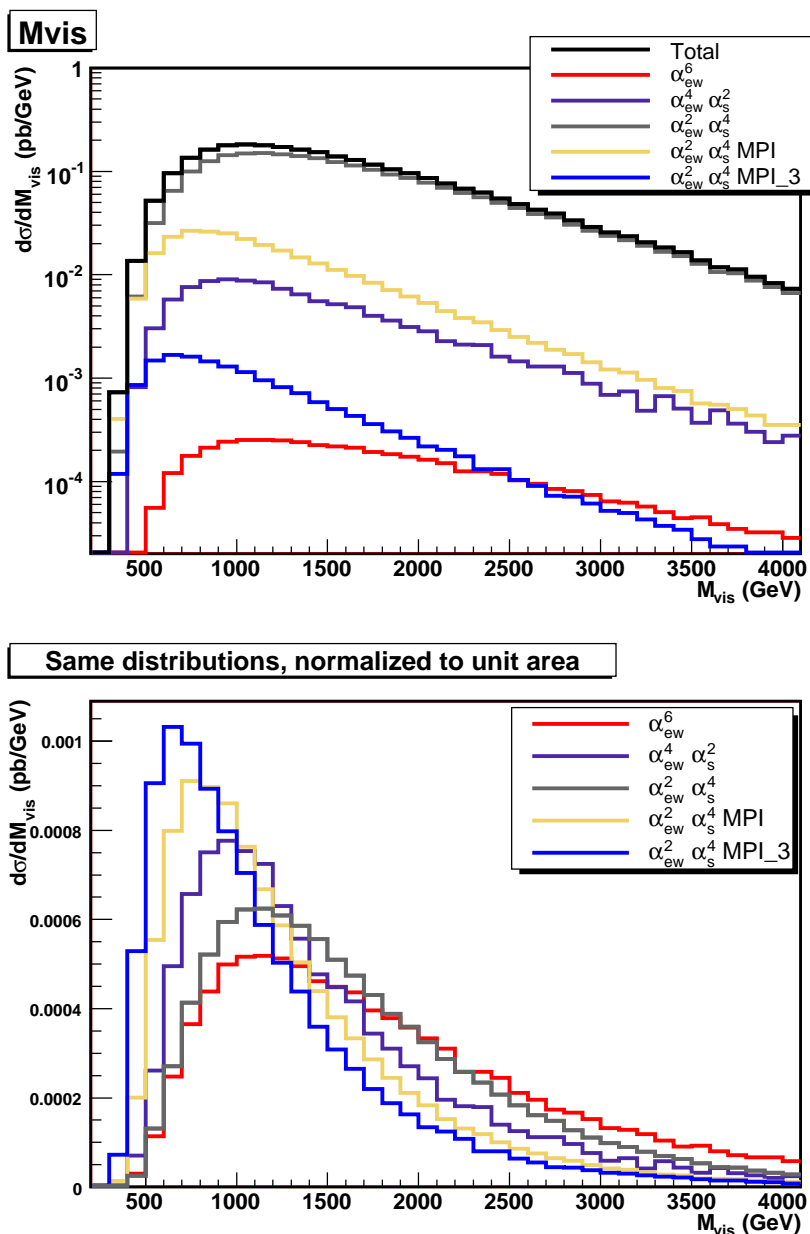 Mvis
Total
α⁶ew
α⁴ew α²s
α²ew α⁴s
α²ew α⁴s MPI
α²ew α⁴s MPI_3
dσ/dMvis (pb/GeV)
1
10⁻¹
10⁻²
10⁻³
10⁻⁴
500 1000 1500 2000 2500 3000 3500 4000
Mvis (GeV)
Same distributions, normalized to unit area
α⁶ew
α⁴ew α²s
α²ew α⁴s
α²ew α⁴s MPI
α²ew α⁴s MPI_3
dσ/dMvis (pb/GeV)
0.001
0.0008
0.0006
0.0004
0.0002
0
500 1000 1500 2000 2500 3000 3500 4000
Mvis (GeV)